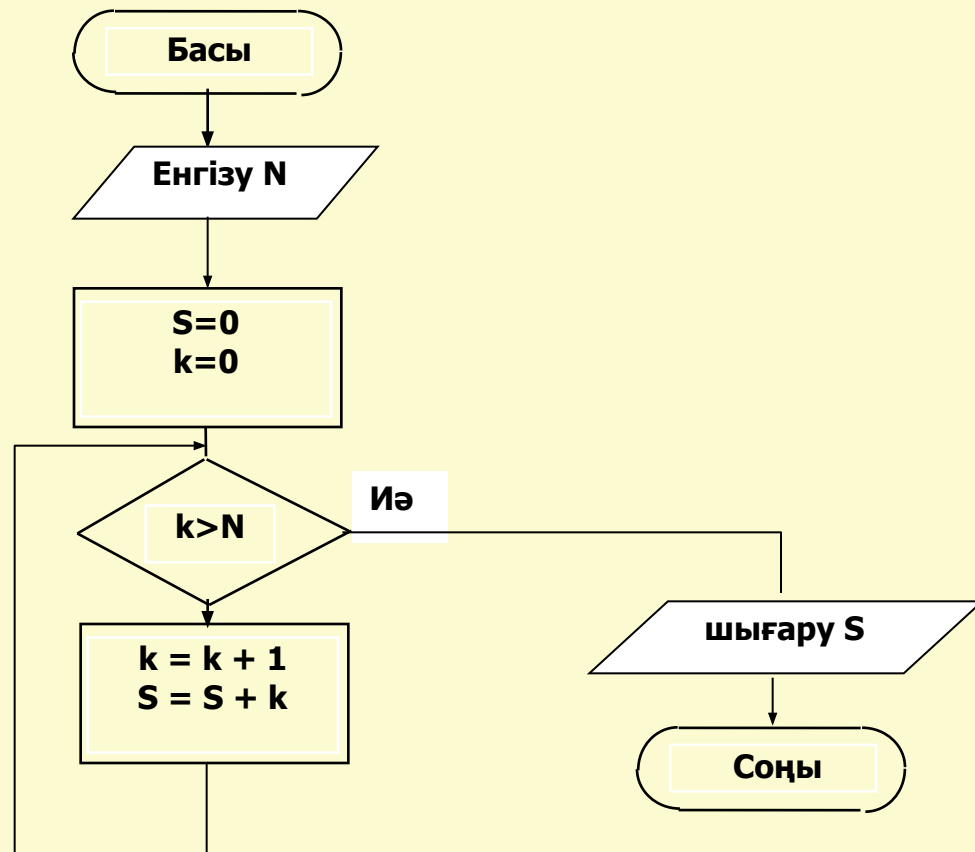 Басы
Енгізу N
S=0
k=0
k>N
Иә
k = k + 1
S = S + k
шығару S
Соңы